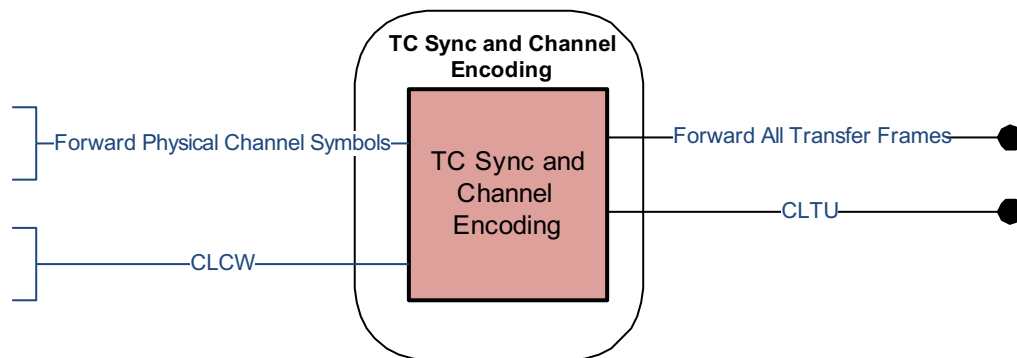 TC Sync and Channel
Encoding
Forward Physical Channel Symbols
Forward All Transfer Frames
TC Sync and
Channel
Encoding
CLTU
CLCW